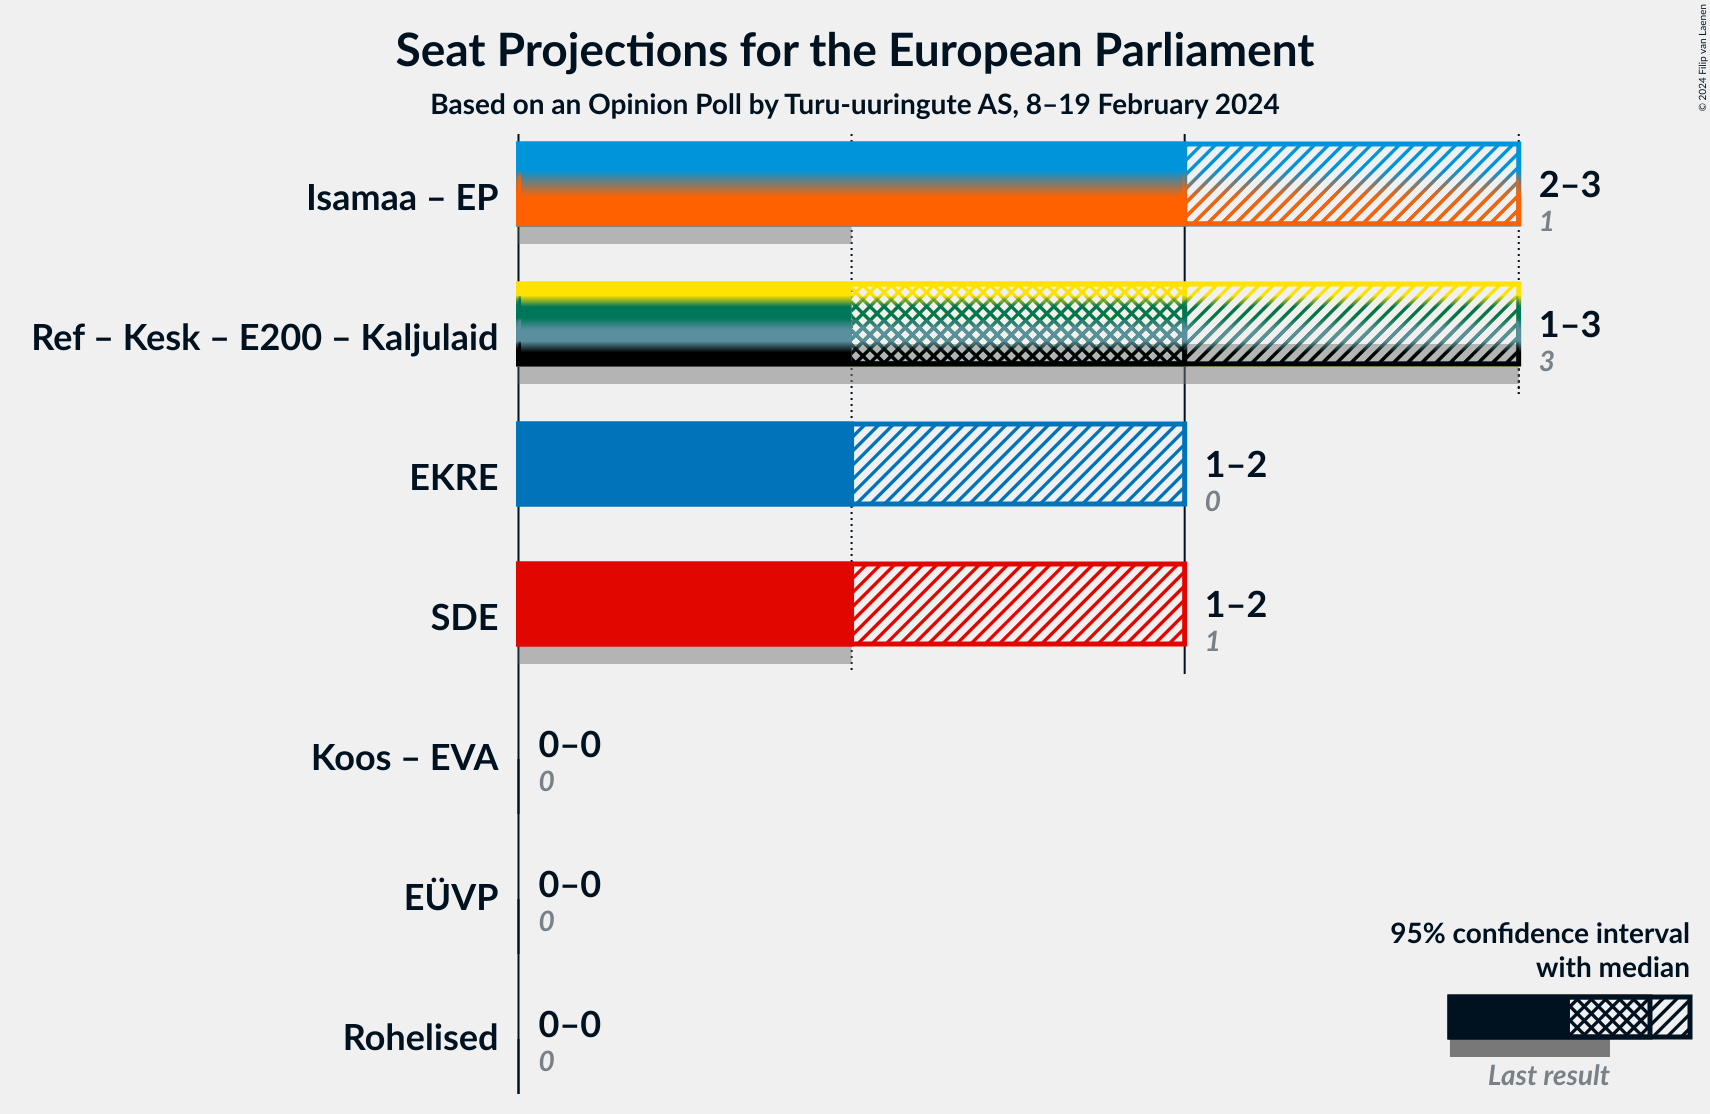 Seat Projections for the European Parliament
Based on an Opinion Poll by Turu-uuringute AS, 8–19 February 2024
© 2024 Filip van Laenen
Isamaa – EP
2–3
1
Ref – Kesk – E200 – Kaljulaid
1–3
3
EKRE
1–2
0
SDE
1–2
1
Koos – EVA
0–0
0
EÜVP
0–0
0
Rohelised
0–0
0
95% confidence interval
with median
Last result